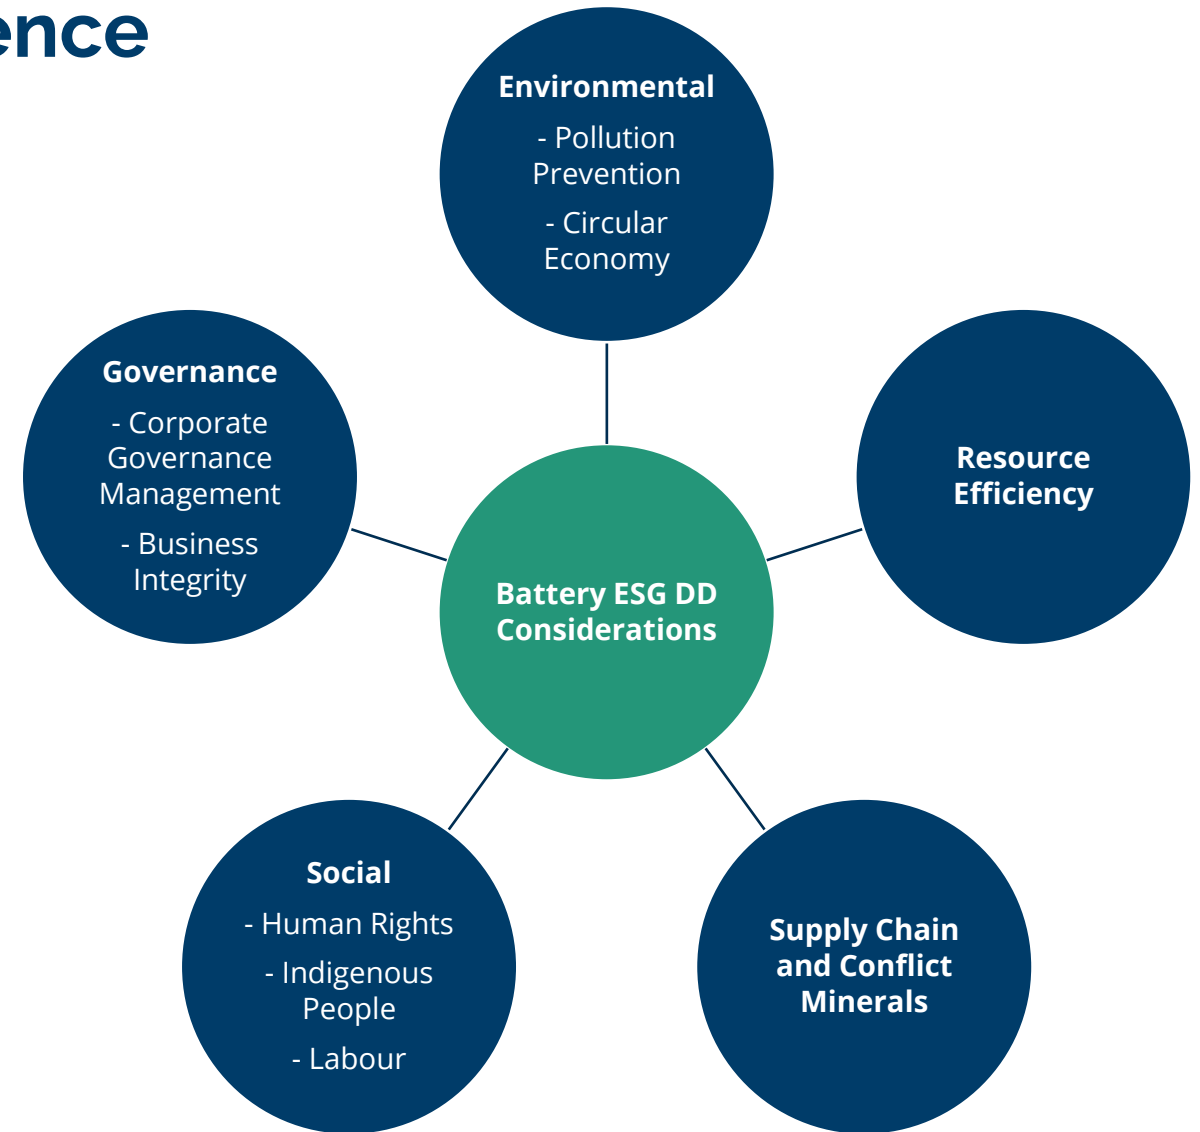 ence
Environmental
- Pollution
Prevention
- Circular
Economy
Resource
Efficiency
Supply Chain
and Conflict
Minerals
Social
- Human Rights
- Indigenous
People
- Labour
Governance
- Corporate
Governance
Management
- Business
Integrity
Battery ESG DD
Considerations